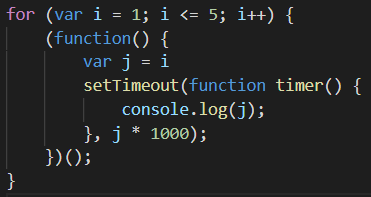 for (var i = 1; i <= 5; i++) {
    (function() {
        var j = i
        setTimeout(function timer() {
            console.log(j);
        }, j * 1000);
    })();
}